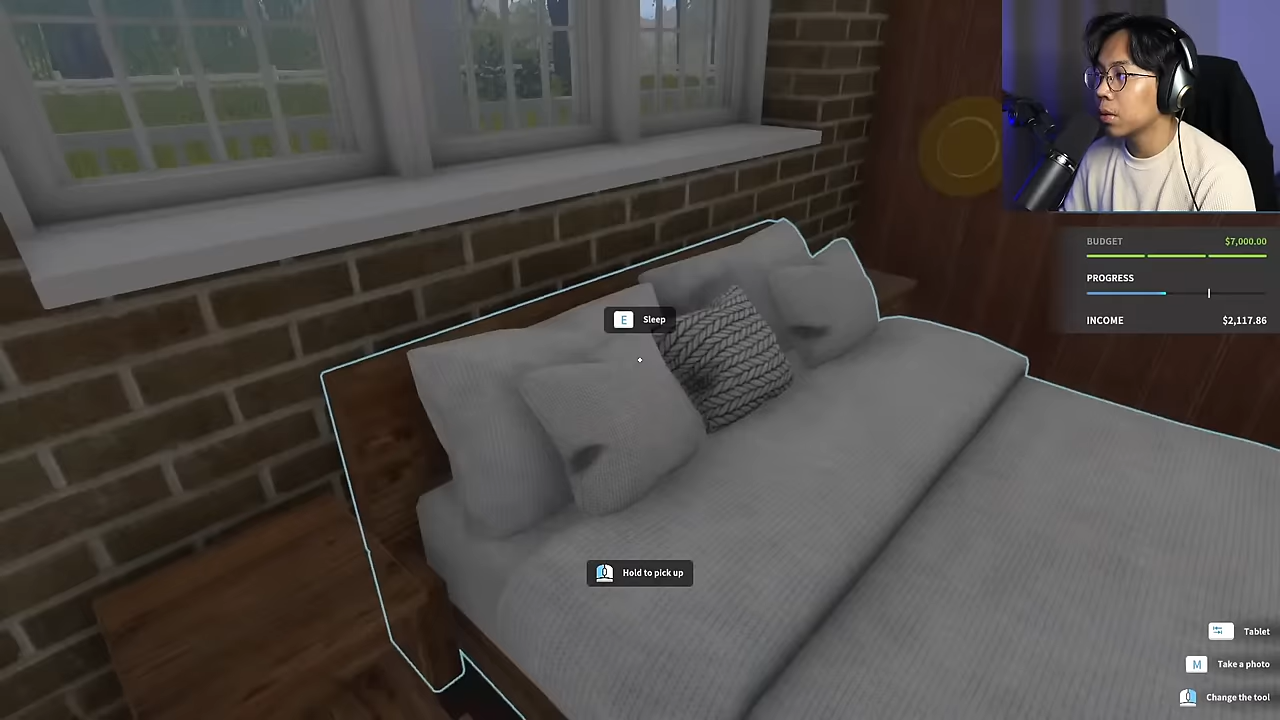 BUDGET $7,000.00
PROGRESS
INCOME $2,117.86
E Sleep
Hold to pick up
Tablet
M Take a photo
Change the tool